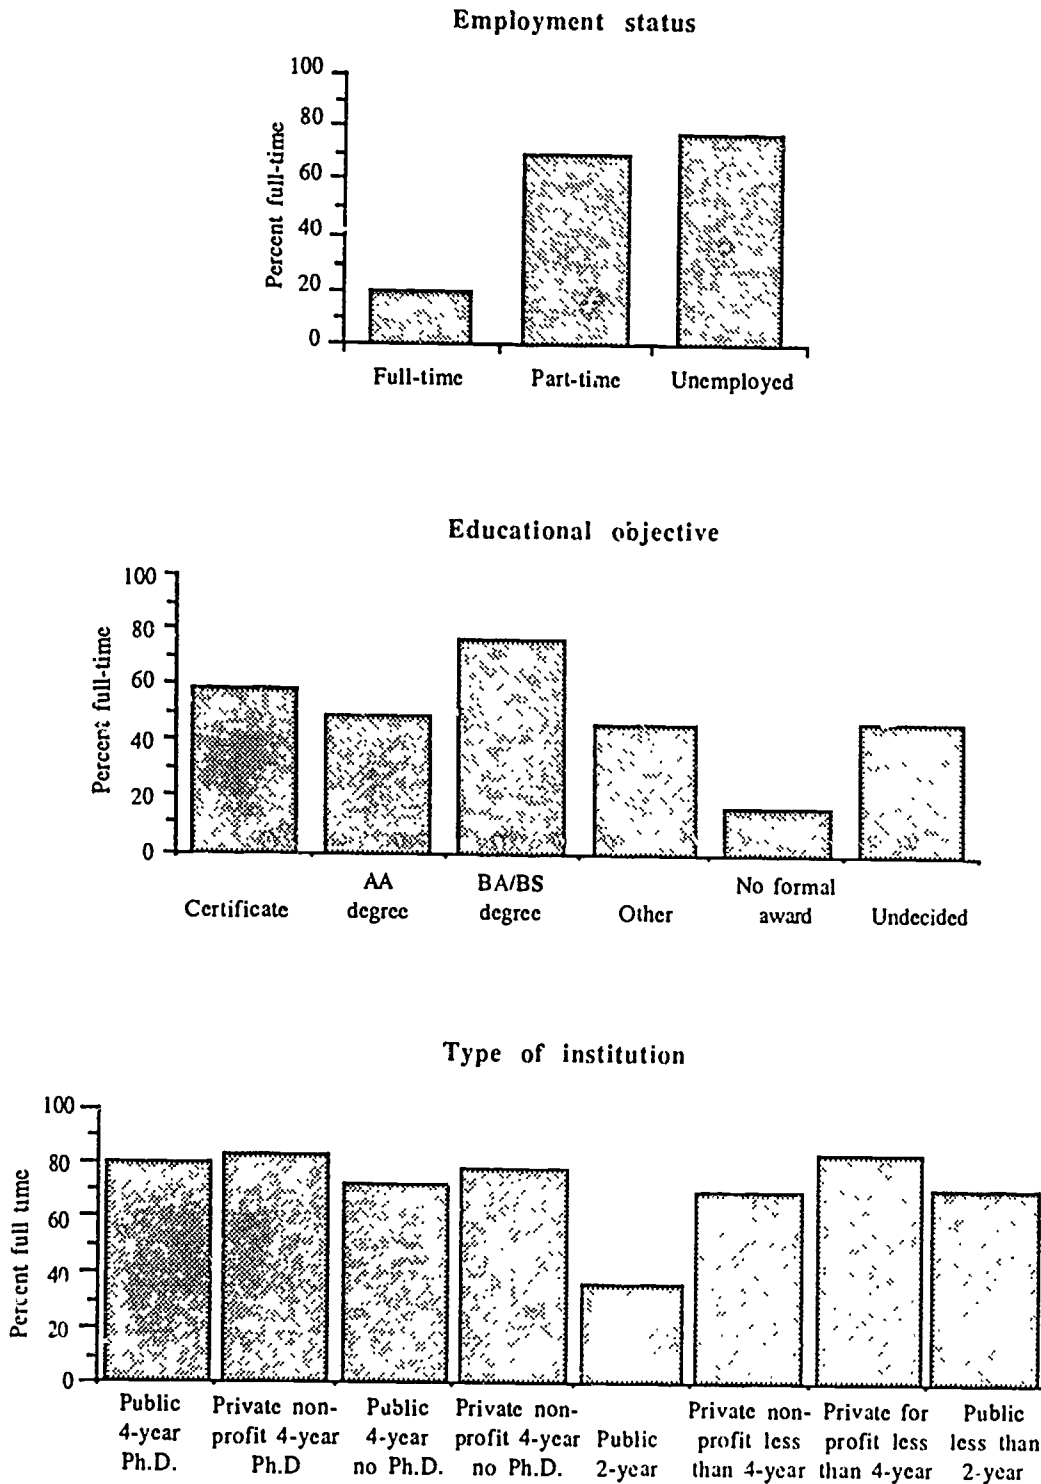 Employment status
100
80
60
40
20
0
Percent full-time
Full-time Part-time Unemployed
Educational objective
100
80
60
40
20
0
Percent full-time
Certificate
AA
degree
BA/BS
degree
Other
No formal
award
Undecided
Type of institution
100
80
60
40
20
0
Percent full time
Public
4-year
Ph.D.
Private non-
profit 4-year
Ph.D
Public
4-year
no Ph.D.
Private non-
profit 4-year
no Ph.D.
Public
2-year
Private non-
profit less
than 4-year
Private for
profit less
than 4-year
Public
less than
2-year